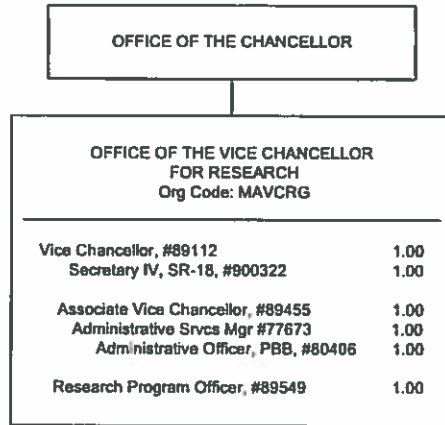 OFFICE OF THE CHANCELLOR
OFFICE OF THE VICE CHANCELLOR
FOR RESEARCH
Org Code: MAVCRG
Vice Chancellor, #89112 1.00
Secretary IV, SR-18, #900322 1.00
Associate Vice Chancellor, #89455 1.00
Administrative Srvcs Mgr #77673 1.00
Administrative Officer, PBB, #80406 1.00
Research Program Officer, #89549 1.00